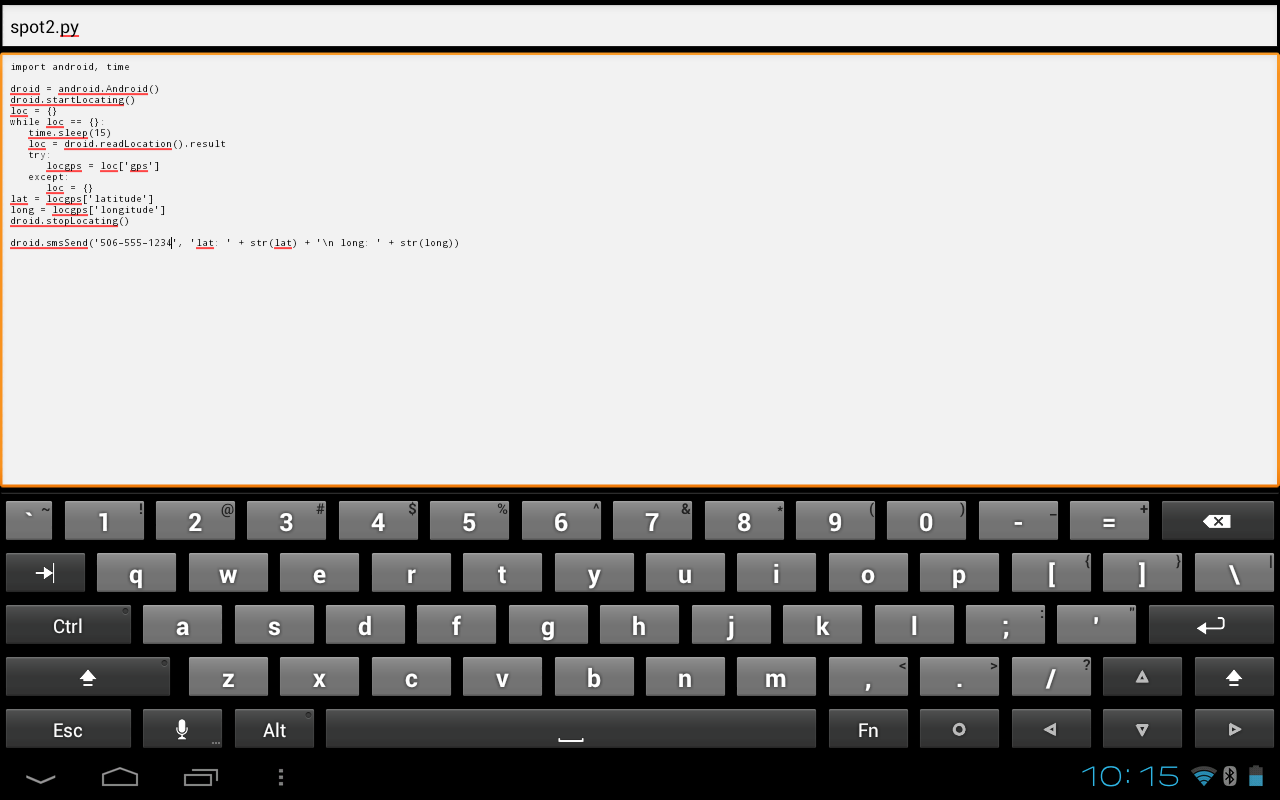 spot2.py
import android, time
droid = android.Android()
droid.startLocating()
loc = {}
while loc == {}:
   time.sleep(15)
   loc = droid.readLocation().result
   try:
      locgps = loc['gps']
   except:
      loc = {}
lat = locgps['latitude']
long = locgps['longitude']
droid.stopLocating()
droid.smsSend('506-555-1234', 'lat: ' + str(lat) + '\n long: ' + str(long))
` ~ 1 ! 2 @ 3 # 4 $ 5 % 6 ^ 7 & 8 * 9 ( 0 ) - _ = +
q w e r t y u i o p [ { ] } \ |
Ctrl a s d f g h j k l ; : ' "
z x c v b n m , < . > / ?
Esc ... Alt Fn
10:15